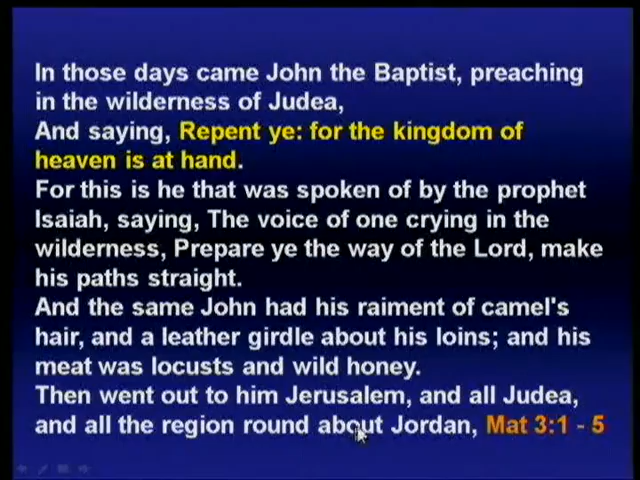 In those days came John the Baptist, preaching
in the wilderness of Judea,
And saying, Repent ye: for the kingdom of
heaven is at hand.
For this is he that was spoken of by the prophet
Isaiah, saying, The voice of one crying in the
wilderness, Prepare ye the way of the Lord, make
his paths straight.
And the same John had his raiment of camel's
hair, and a leather girdle about his loins; and his
meat was locusts and wild honey.
Then went out to him Jerusalem, and all Judea,
and all the region round about Jordan, Mat 3:1 - 5